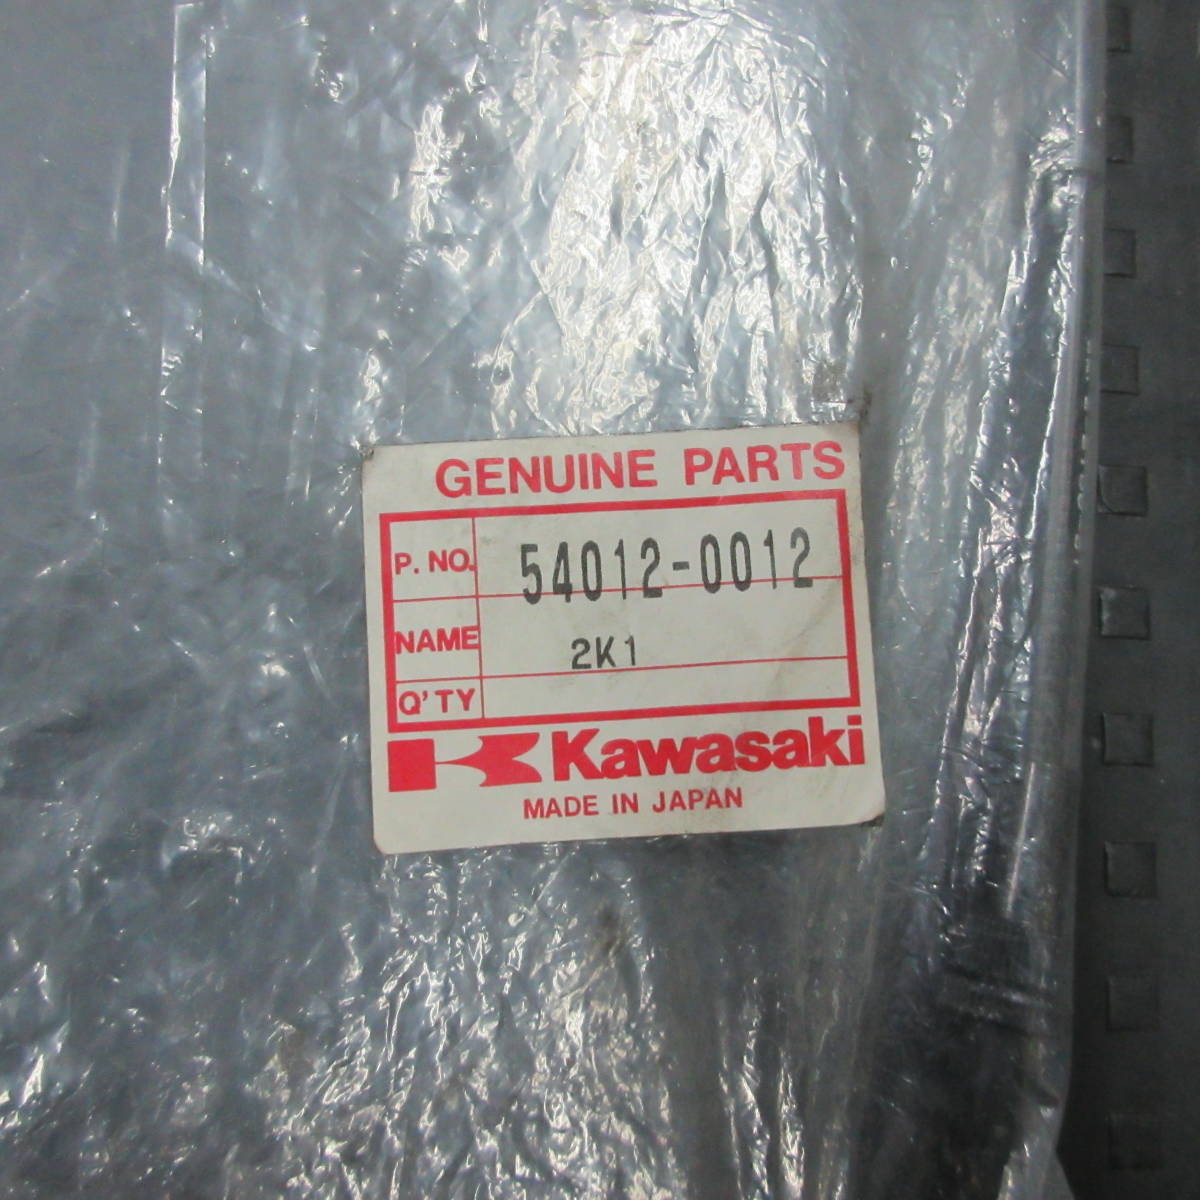 GENUINE PARTS
P. NO. 54012-0012
NAME 2K1
Q'TY
Kawasaki
MADE IN JAPAN